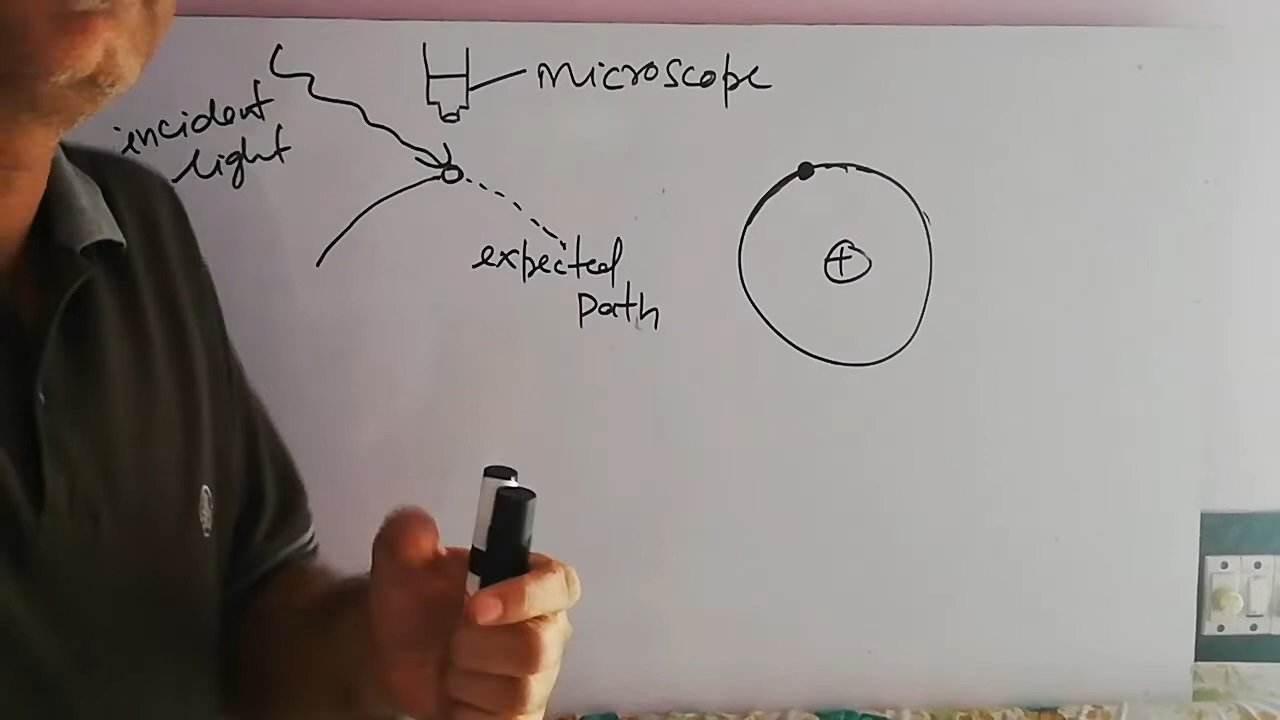 microscope
incident
light
expected
path
+